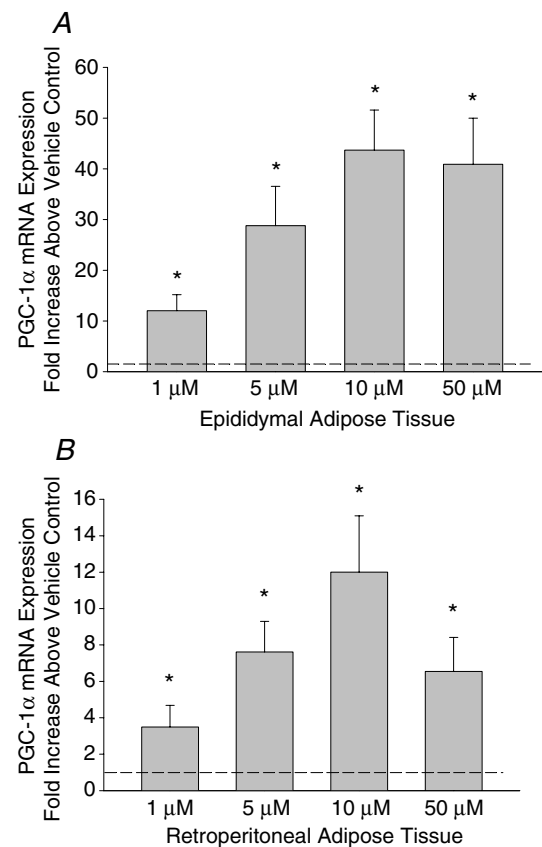 A
PGC-1α mRNA Expression
Fold Increase Above Vehicle Control
60
50
40
30
20
10
0
* * * *
1 μM 5 μM 10 μM 50 μM
Epididymal Adipose Tissue
B
PGC-1α mRNA Expression
Fold Increase Above Vehicle Control
16
14
12
10
8
6
4
2
0
* * * *
1 μM 5 μM 10 μM 50 μM
Retroperitoneal Adipose Tissue